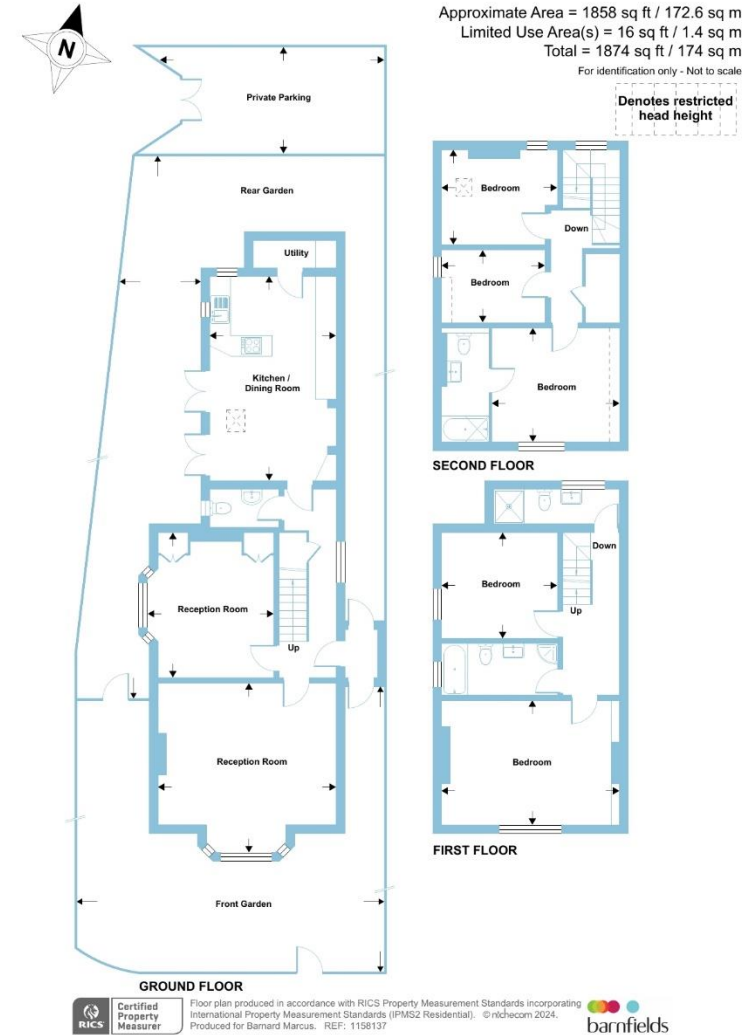 Approximate Area = 1858 sq ft / 172.6 sq m
Limited Use Area(s) = 16 sq ft / 1.4 sq m
Total = 1874 sq ft / 174 sq m
For identification only - Not to scale
N
Denotes restricted
head height
Private Parking
Rear Garden
Utility
Kitchen /
Dining Room
Reception Room
Up
Reception Room
Front Garden
GROUND FLOOR
Bedroom
Down
Bedroom
Bedroom
SECOND FLOOR
Down
Bedroom
Up
Bedroom
FIRST FLOOR
RICS
Certified
Property
Measurer
Floor plan produced in accordance with RICS Property Measurement Standards incorporating
International Property Measurement Standards (IPMS2 Residential). © nichecom 2024.
Produced for Barnard Marcus. REF: 1158137
barnfields